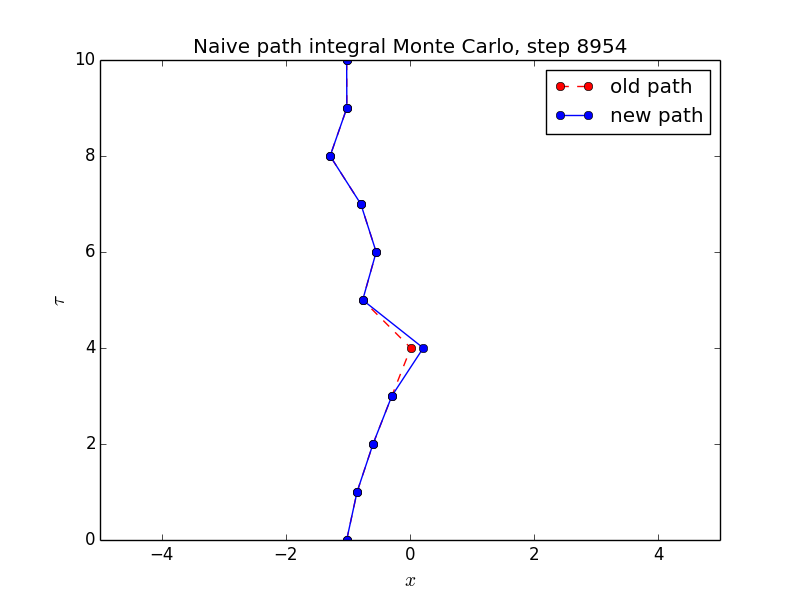 Naive path integral Monte Carlo, step 8954
10
8
6
4
2
0
τ
old path
new path
−4
−2
0
2
4
x